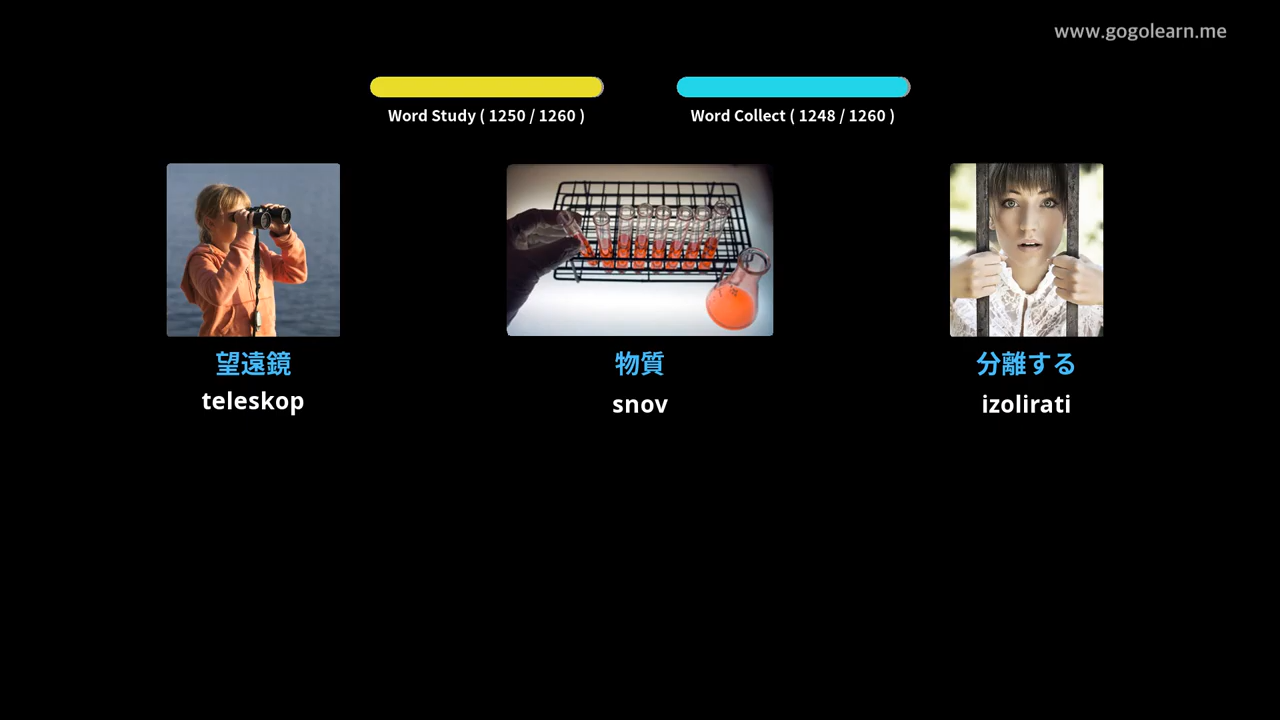 www.gogolearn.me
Word Study ( 1250 / 1260 )
Word Collect ( 1248 / 1260 )
望遠鏡
teleskop
物質
snov
分離する
izolirati